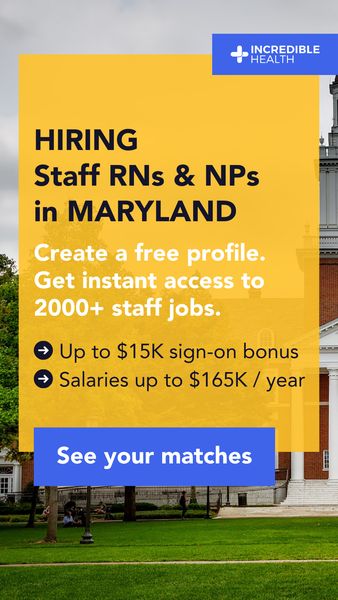 INCREDIBLE
HEALTH
HIRING
Staff RNs & NPs
in MARYLAND
Create a free profile.
Get instant access to
2000+ staff jobs.
Up to $15K sign-on bonus
Salaries up to $165K / year
See your matches